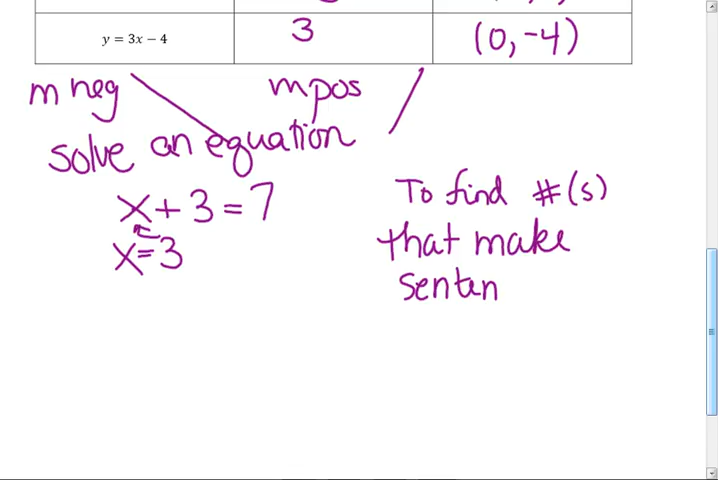 y = 3x − 4
3
(0, -4)
m neg
m pos
solve an equation
x + 3 = 7
x = 3
To find #(s)
that make
senten